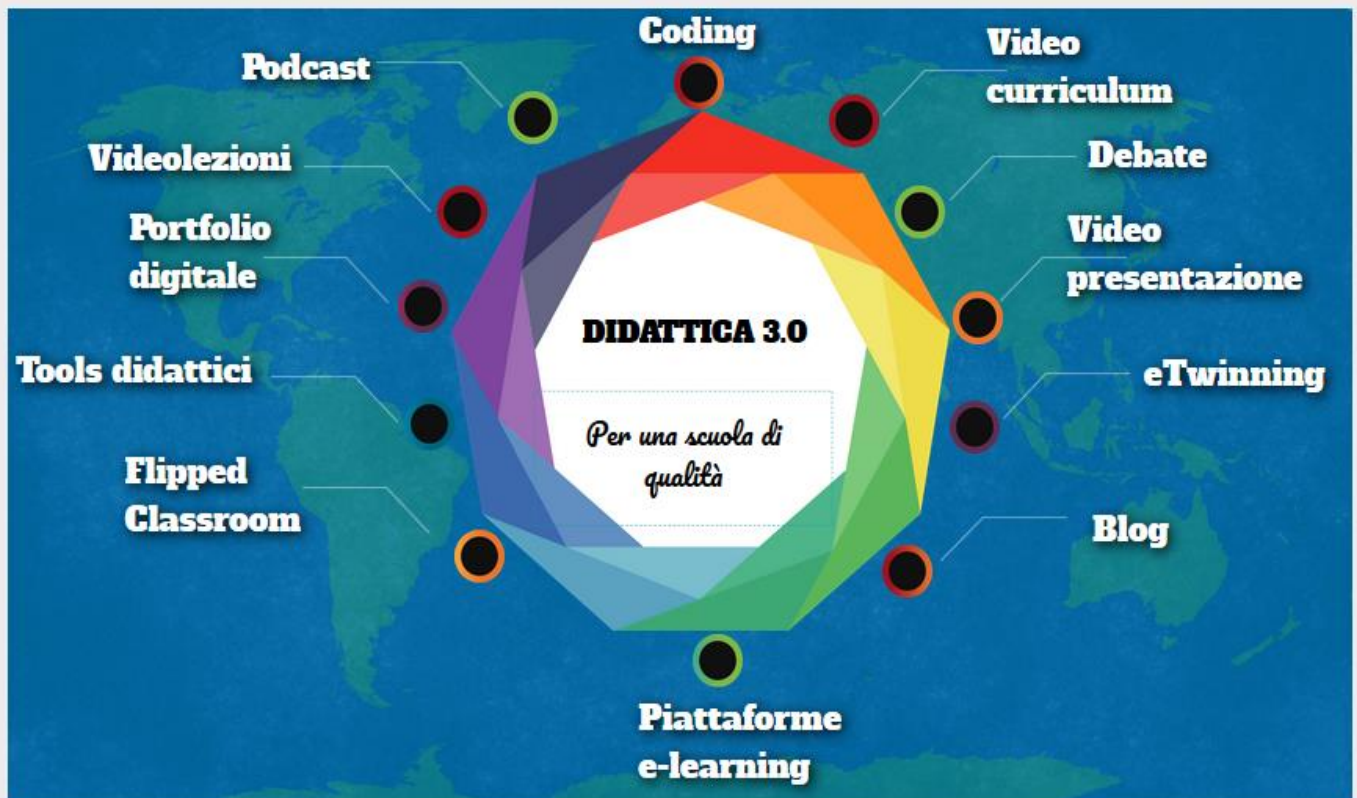 Coding
Podcast
Video
curriculum
Videolezioni
Debate
Portfolio
digitale
Video
presentazione
DIDATTICA 3.0
Tools didattici
eTwinning
Per una scuola di
qualità
Flipped
Classroom
Blog
Piattaforme
e-learning